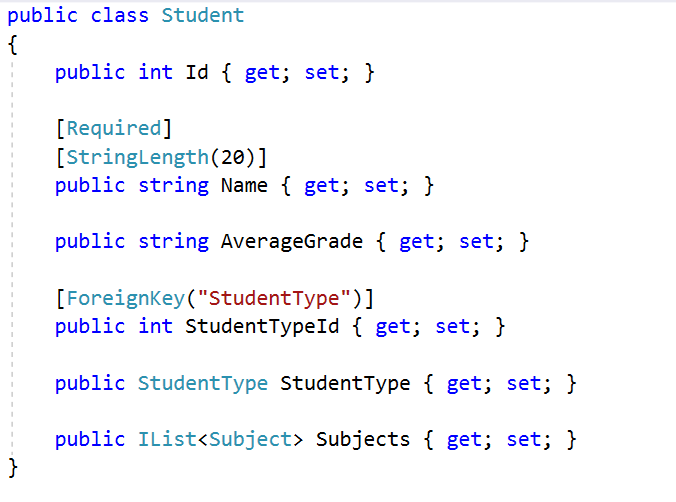 public class Student
{
    public int Id { get; set; }
    [Required]
    [StringLength(20)]
    public string Name { get; set; }
    public string AverageGrade { get; set; }
    [ForeignKey("StudentType")]
    public int StudentTypeId { get; set; }
    public StudentType StudentType { get; set; }
    public IList<Subject> Subjects { get; set; }
}